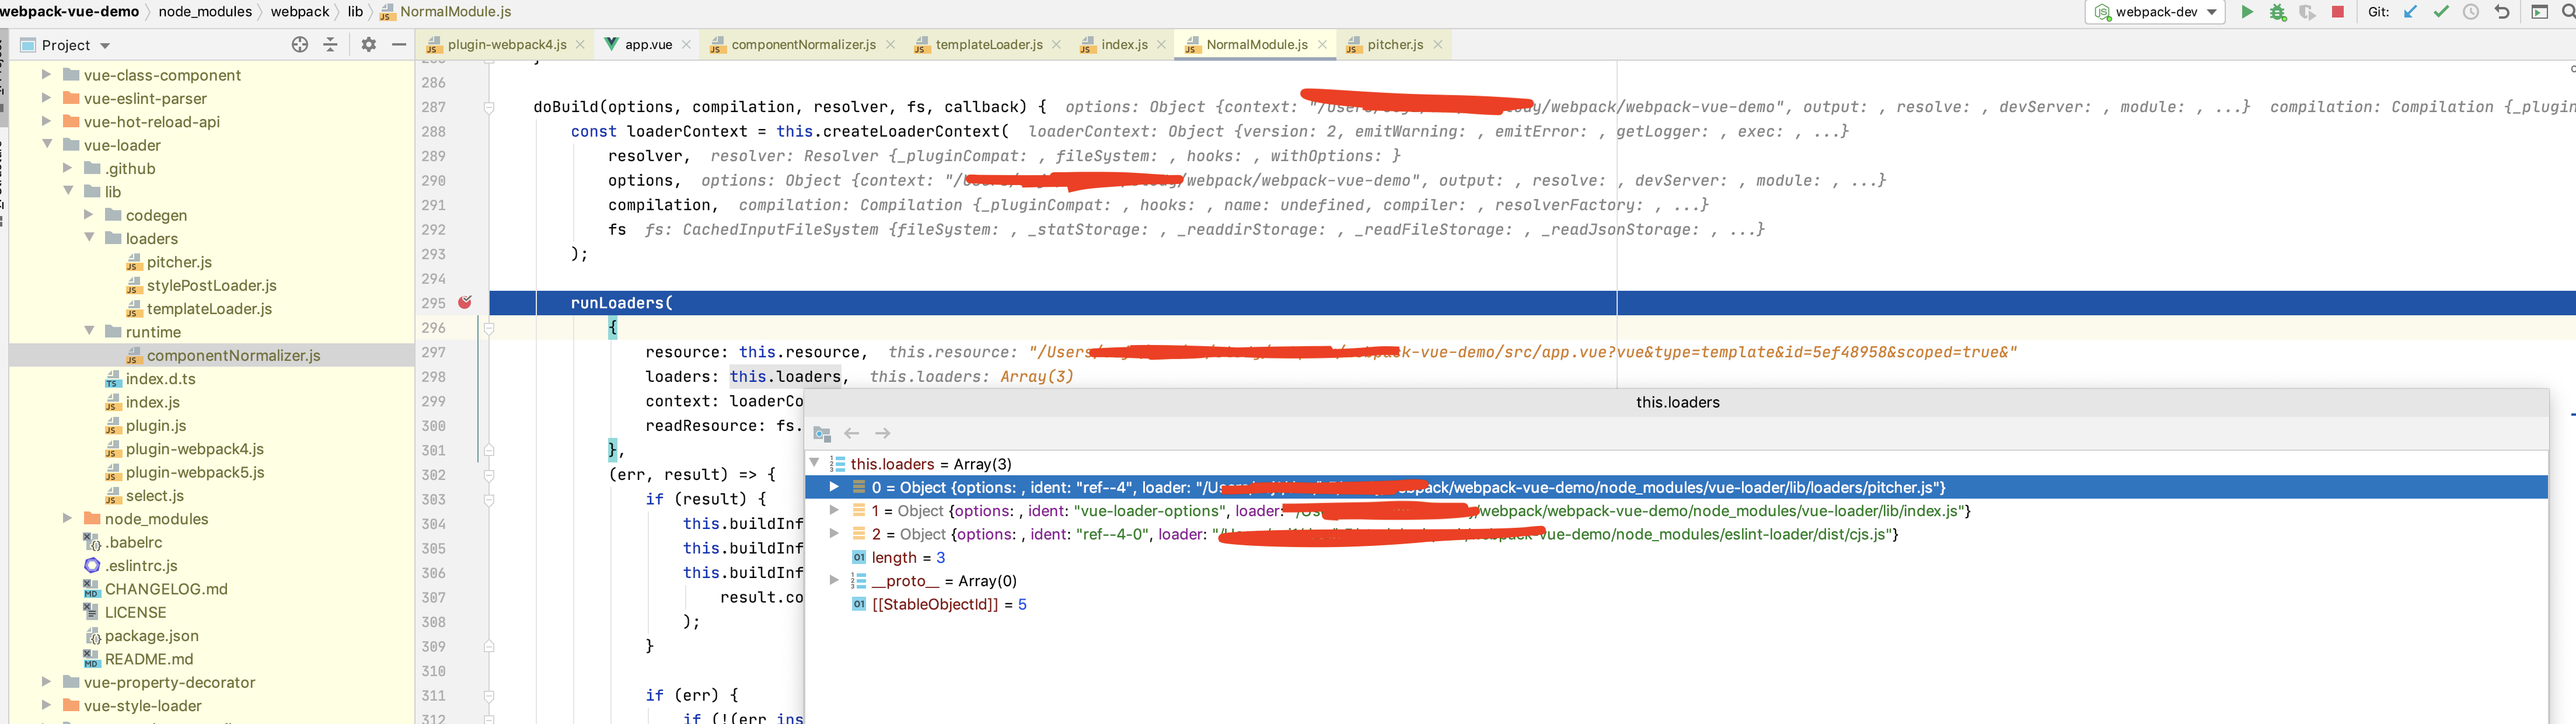 webpack-vue-demo node_modules webpack lib NormalModule.js
webpack-dev Git:
Project
plugin-webpack4.js app.vue componentNormalizer.js templateLoader.js index.js NormalModule.js pitcher.js
vue-class-component
vue-eslint-parser
vue-hot-reload-api
vue-loader
.github
lib
codegen
loaders
pitcher.js
stylePostLoader.js
templateLoader.js
runtime
componentNormalizer.js
index.d.ts
index.js
plugin.js
plugin-webpack4.js
plugin-webpack5.js
select.js
node_modules
.babelrc
.eslintrc.js
CHANGELOG.md
LICENSE
package.json
README.md
vue-property-decorator
vue-style-loader
286
287 doBuild(options, compilation, resolver, fs, callback) { options: Object {context: "/Users/ /webpack/webpack-vue-demo", output: , resolve: , devServer: , module: , ...} compilation: Compilation {_plugin
288 const loaderContext = this.createLoaderContext( loaderContext: Object {version: 2, emitWarning: , emitError: , getLogger: , exec: , ...}
289 resolver, resolver: Resolver {_pluginCompat: , fileSystem: , hooks: , withOptions: }
290 options, options: Object {context: "/ /webpack/webpack-vue-demo", output: , resolve: , devServer: , module: , ...}
291 compilation, compilation: Compilation {_pluginCompat: , hooks: , name: undefined, compiler: , resolverFactory: , ...}
292 fs fs: CachedInputFileSystem {fileSystem: , _statStorage: , _readdirStorage: , _readFileStorage: , _readJsonStorage: , ...}
293 );
294
295 runLoaders(
296 {
297 resource: this.resource, this.resource: "/Users ck-vue-demo/src/app.vue?vue&type=template&id=5ef48958&scoped=true&"
298 loaders: this.loaders, this.loaders: Array(3)
299 context: loaderCo
300 readResource: fs.
301 },
302 (err, result) => {
303 if (result) {
304 this.buildInf
305 this.buildInf
306 this.buildInf
307 result.co
308 );
309 }
310
311 if (err) {
312 if (!(err ins
this.loaders
this.loaders = Array(3)
0 = Object {options: , ident: "ref--4", loader: "/Us pack/webpack-vue-demo/node_modules/vue-loader/lib/loaders/pitcher.js"}
1 = Object {options: , ident: "vue-loader-options", loader: /webpack/webpack-vue-demo/node_modules/vue-loader/lib/index.js"}
2 = Object {options: , ident: "ref--4-0", loader: "/ vue-demo/node_modules/eslint-loader/dist/cjs.js"}
length = 3
__proto__ = Array(0)
[[StableObjectId]] = 5